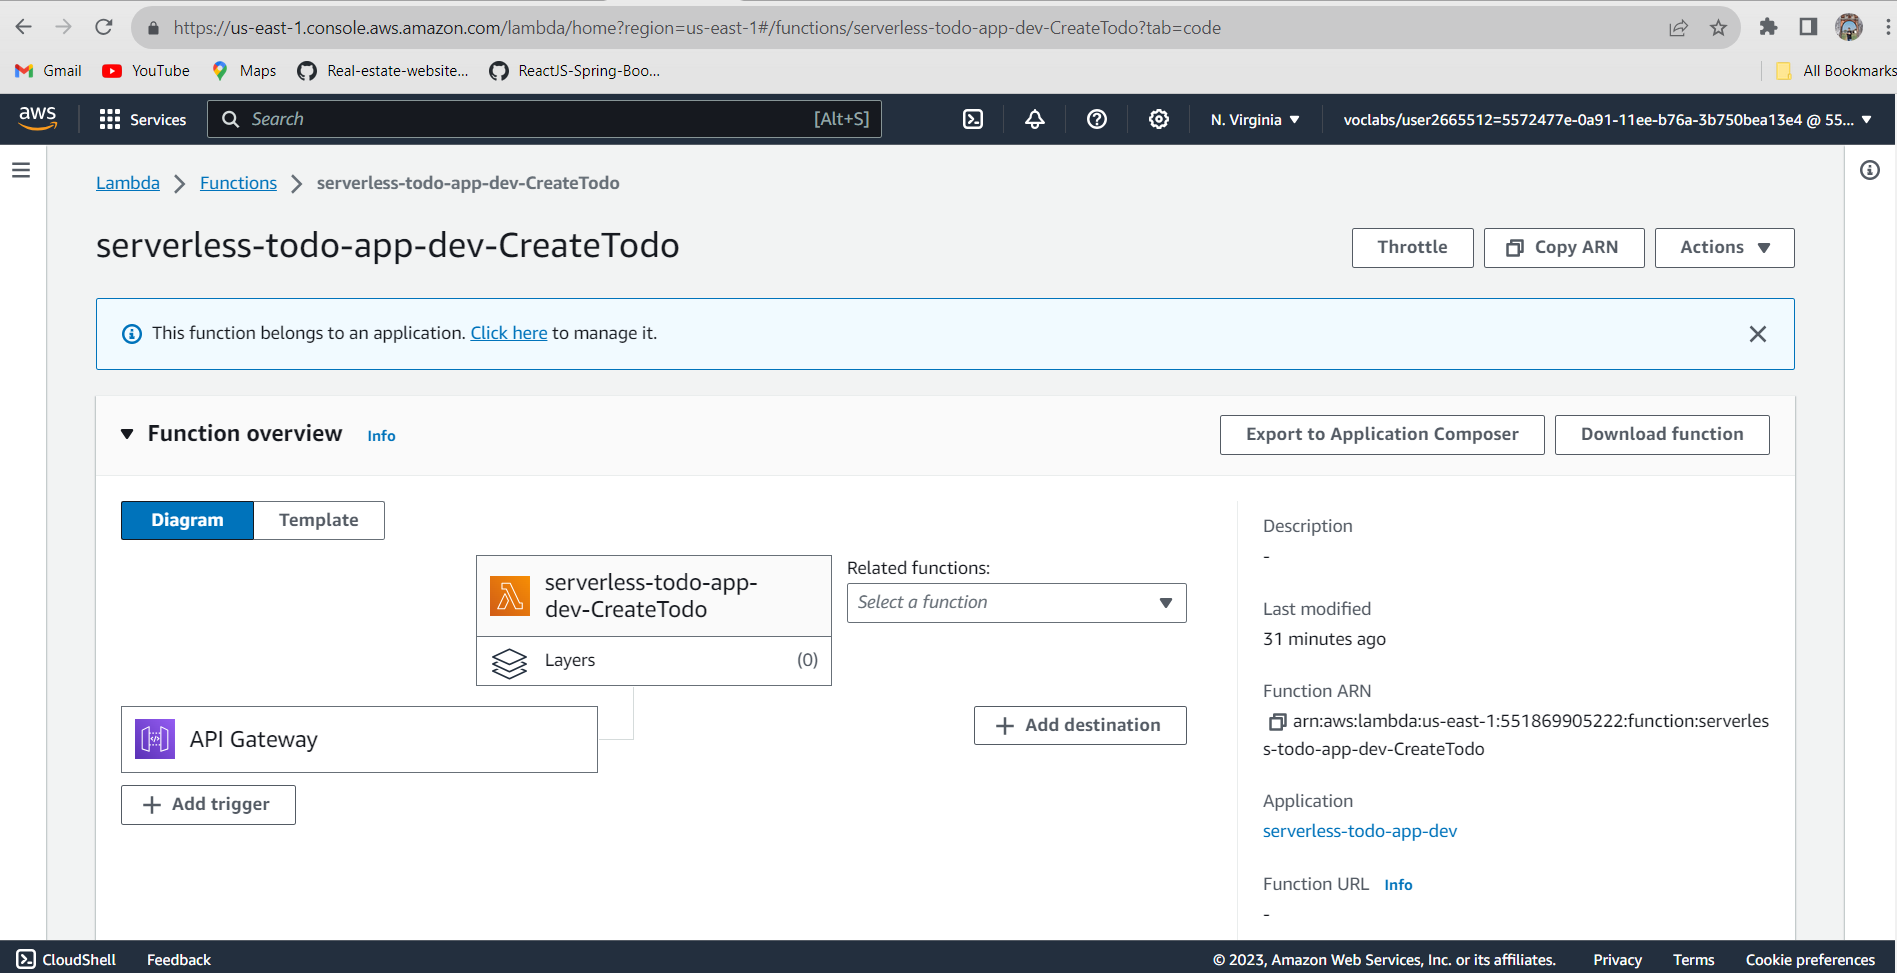 https://us-east-1.console.aws.amazon.com/lambda/home?region=us-east-1#/functions/serverless-todo-app-dev-CreateTodo?tab=code
Gmail YouTube Maps Real-estate-website... ReactJS-Spring-Boo... All Bookmarks
aws Services Search [Alt+S] N. Virginia voclabs/user2665512=5572477e-0a91-11ee-b76a-3b750bea13e4 @ 55...
Lambda Functions serverless-todo-app-dev-CreateTodo
serverless-todo-app-dev-CreateTodo
Throttle Copy ARN Actions
This function belongs to an application. Click here to manage it.
Function overview Info
Export to Application Composer Download function
Diagram Template
serverless-todo-app-
dev-CreateTodo
Layers (0)
Related functions:
Select a function
API Gateway
Add destination
Add trigger
Description
-
Last modified
31 minutes ago
Function ARN
arn:aws:lambda:us-east-1:551869905222:function:serverles
s-todo-app-dev-CreateTodo
Application
serverless-todo-app-dev
Function URL Info
-
CloudShell Feedback © 2023, Amazon Web Services, Inc. or its affiliates. Privacy Terms Cookie preferences